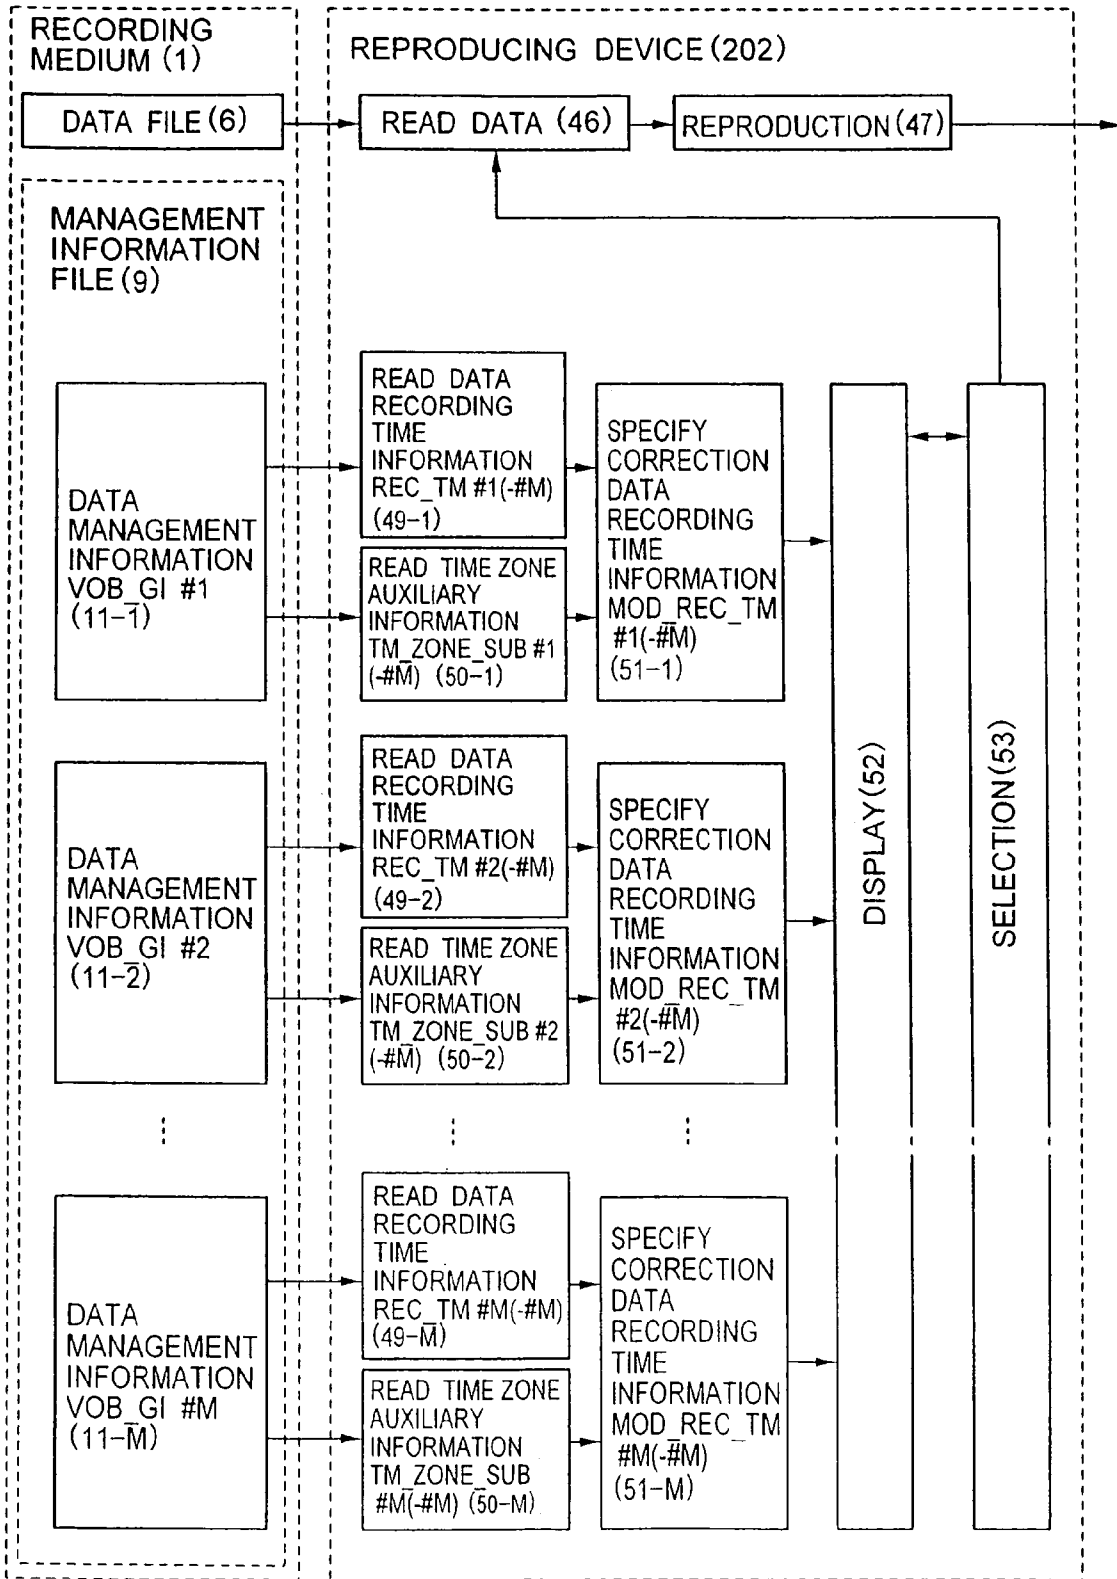 RECORDING
MEDIUM (1)
REPRODUCING DEVICE (202)
DATA FILE (6)
READ DATA (46)
REPRODUCTION (47)
MANAGEMENT
INFORMATION
FILE (9)
DATA
MANAGEMENT
INFORMATION
VOB_GI #1
(11-1)
READ DATA
RECORDING
TIME
INFORMATION
REC_TM #1(-#M)
(49-1)
READ TIME ZONE
AUXILIARY
INFORMATION
TM_ZONE_SUB #1
(-#M) (50-1)
SPECIFY
CORRECTION
DATA
RECORDING
TIME
INFORMATION
MOD_REC_TM
#1(-#M)
(51-1)
DATA
MANAGEMENT
INFORMATION
VOB_GI #2
(11-2)
READ DATA
RECORDING
TIME
INFORMATION
REC_TM #2(-#M)
(49-2)
READ TIME ZONE
AUXILIARY
INFORMATION
TM_ZONE_SUB #2
(-#M) (50-2)
SPECIFY
CORRECTION
DATA
RECORDING
TIME
INFORMATION
MOD_REC_TM
#2(-#M)
(51-2)
DATA
MANAGEMENT
INFORMATION
VOB_GI #M
(11-M)
READ DATA
RECORDING
TIME
INFORMATION
REC_TM #M(-#M)
(49-M)
READ TIME ZONE
AUXILIARY
INFORMATION
TM_ZONE_SUB
#M(-#M) (50-M)
SPECIFY
CORRECTION
DATA
RECORDING
TIME
INFORMATION
MOD_REC_TM
#M(-#M)
(51-M)
DISPLAY (52)
SELECTION (53)